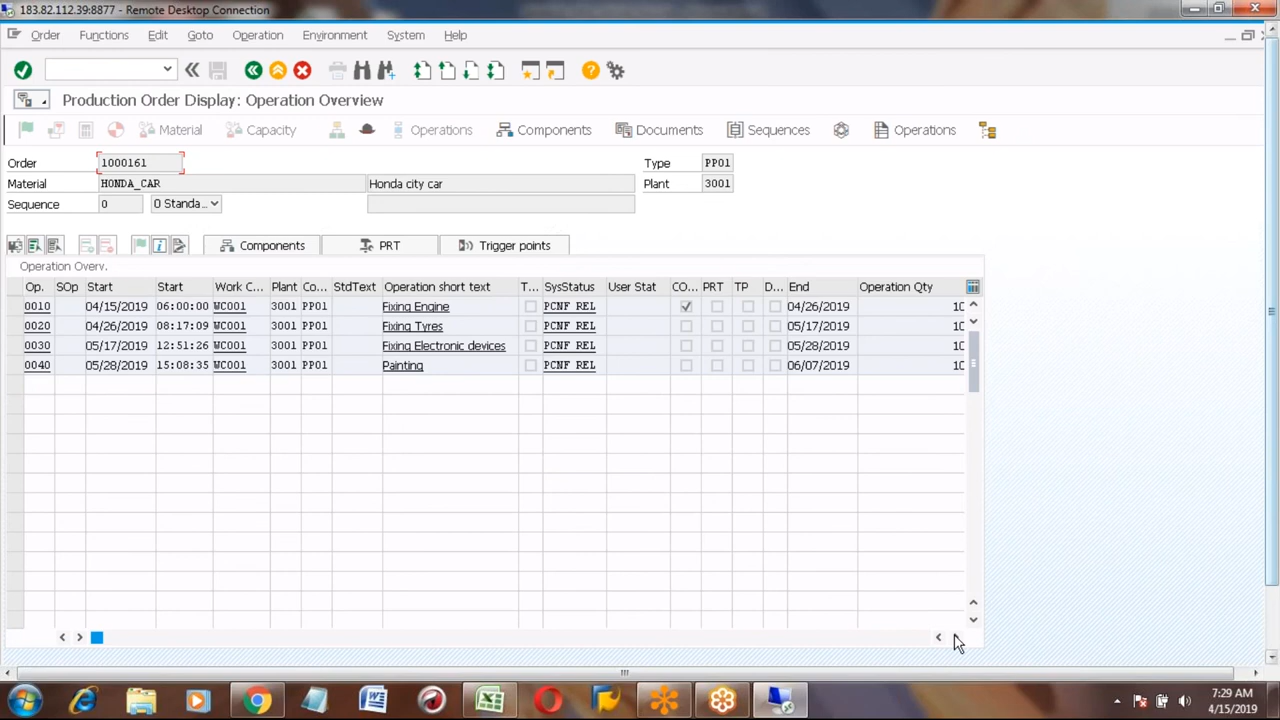 183.82.112.39:8877 - Remote Desktop Connection
Order Functions Edit Goto Operation Environment System Help
Production Order Display: Operation Overview
Material Capacity Operations Components Documents Sequences Operations
Order 1000161 Type PP01
Material HONDA_CAR Honda city car Plant 3001
Sequence 0 0 Standa...
Components PRT Trigger points
Operation Overv.
Op. SOp Start Start Work C... Plant Co... StdText Operation short text T... SysStatus User Stat CO... PRT TP D... End Operation Qty
0010 04/15/2019 06:00:00 WC001 3001 PP01 Fixing Engine PCNF REL 04/26/2019 10
0020 04/26/2019 08:17:09 WC001 3001 PP01 Fixing Tyres PCNF REL 05/17/2019 10
0030 05/17/2019 12:51:26 WC001 3001 PP01 Fixing Electronic devices PCNF REL 05/28/2019 10
0040 05/28/2019 15:08:35 WC001 3001 PP01 Painting PCNF REL 06/07/2019 10
7:29 AM
4/15/2019